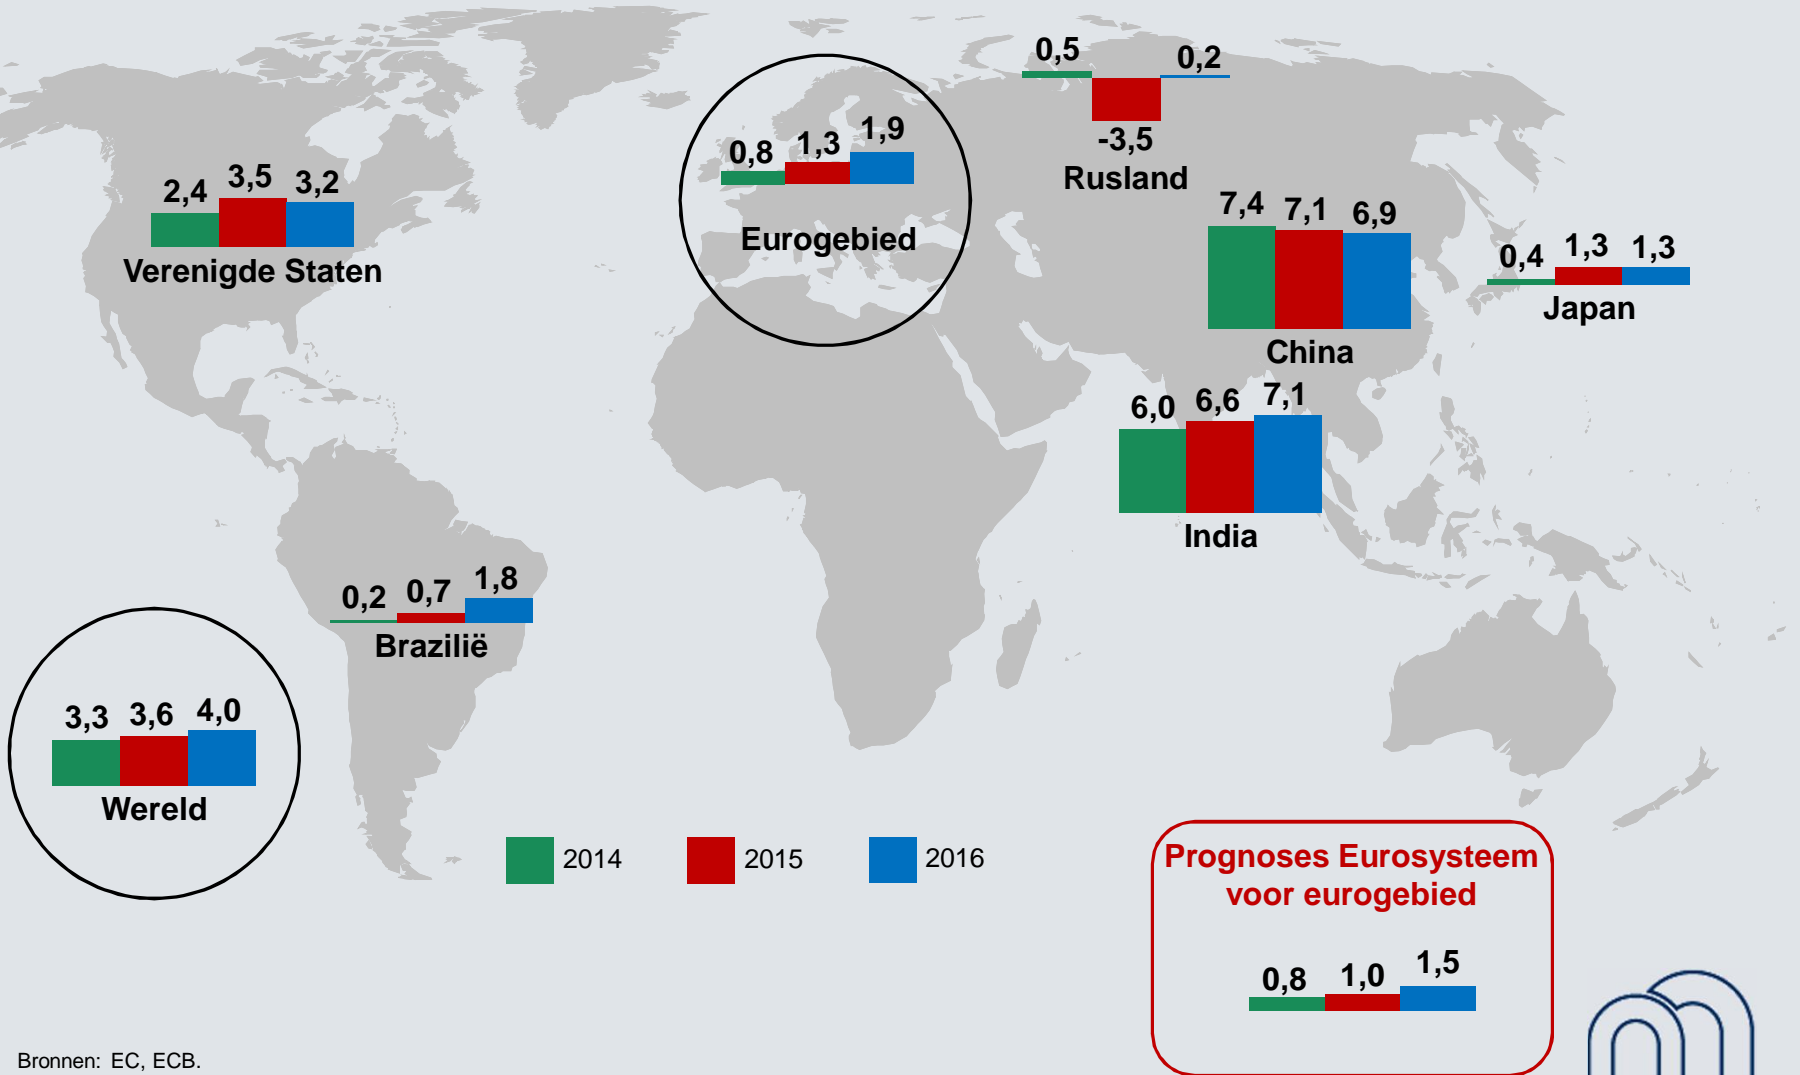 0,5
0,2
-3,5
Rusland
0,8 1,3 1,9
Eurogebied
2,4 3,5 3,2
Verenigde Staten
7,4 7,1 6,9
China
0,4 1,3 1,3
Japan
6,0 6,6 7,1
India
0,2 0,7 1,8
Brazilië
3,3 3,6 4,0
Wereld
2014 2015 2016
Prognoses Eurosysteem
voor eurogebied
0,8 1,0 1,5
Bronnen: EC, ECB.